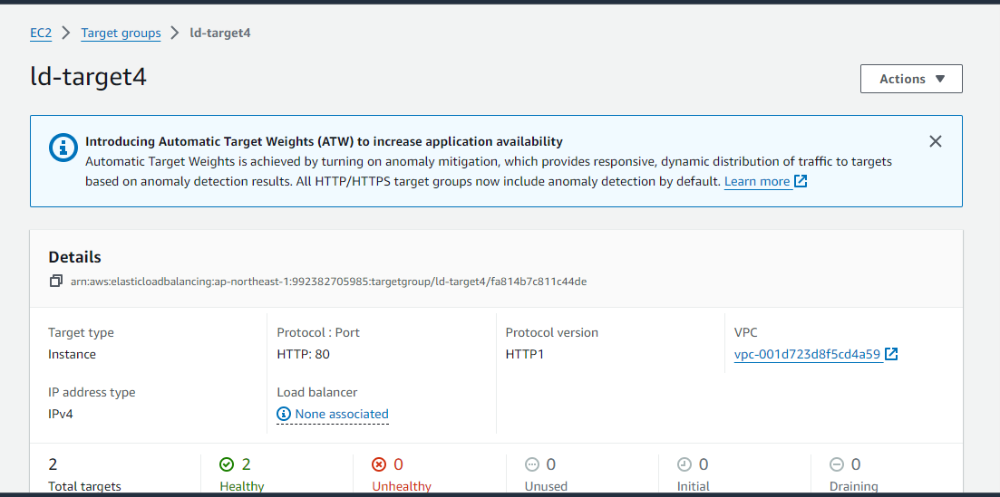 EC2 > Target groups > ld-target4
ld-target4
Actions
Introducing Automatic Target Weights (ATW) to increase application availability
Automatic Target Weights is achieved by turning on anomaly mitigation, which provides responsive, dynamic distribution of traffic to targets
based on anomaly detection results. All HTTP/HTTPS target groups now include anomaly detection by default. Learn more
Details
arn:aws:elasticloadbalancing:ap-northeast-1:992382705985:targetgroup/ld-target4/fa814b7c811c44de
Target type
Instance
Protocol : Port
HTTP: 80
Protocol version
HTTP1
VPC
vpc-001d723d8f5cd4a59
IP address type
IPv4
Load balancer
None associated
2
Total targets
2
Healthy
0
Unhealthy
0
Unused
0
Initial
0
Draining